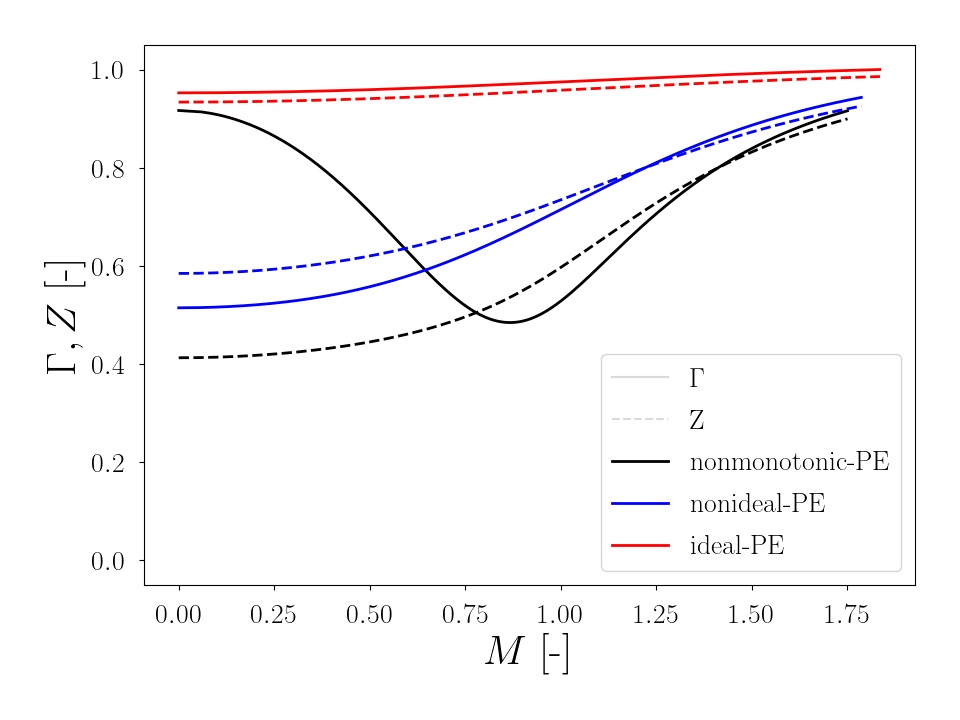 Γ, Z [-]
1.0
0.8
0.6
0.4
0.2
0.0
0.00 0.25 0.50 0.75 1.00 1.25 1.50 1.75
M [-]
Γ
Z
nonmonotonic-PE
nonideal-PE
ideal-PE